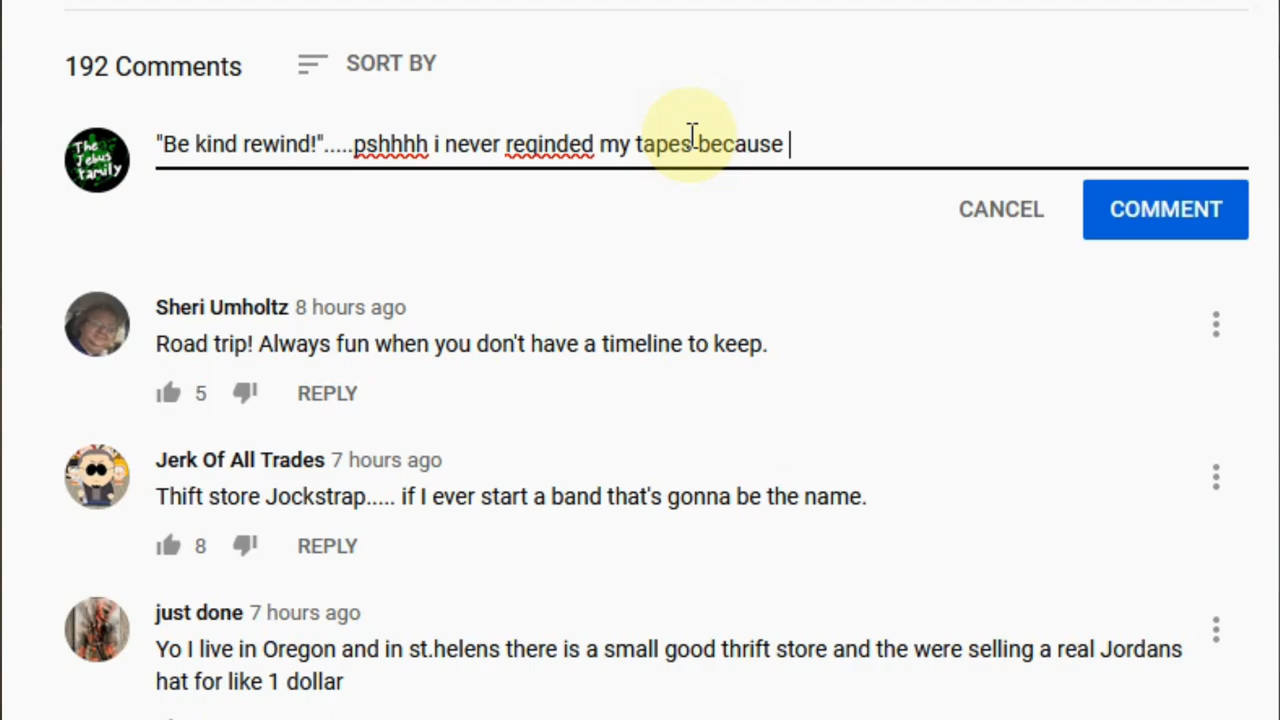 192 Comments
SORT BY
The Jebus Family
"Be kind rewind!".....pshhhh i never reginded my tapes because
CANCEL
COMMENT
Sheri Umholtz 8 hours ago
Road trip! Always fun when you don't have a timeline to keep.
5
REPLY
Jerk Of All Trades 7 hours ago
Thift store Jockstrap..... if I ever start a band that's gonna be the name.
8
REPLY
just done 7 hours ago
Yo I live in Oregon and in st.helens there is a small good thrift store and the were selling a real Jordans
hat for like 1 dollar